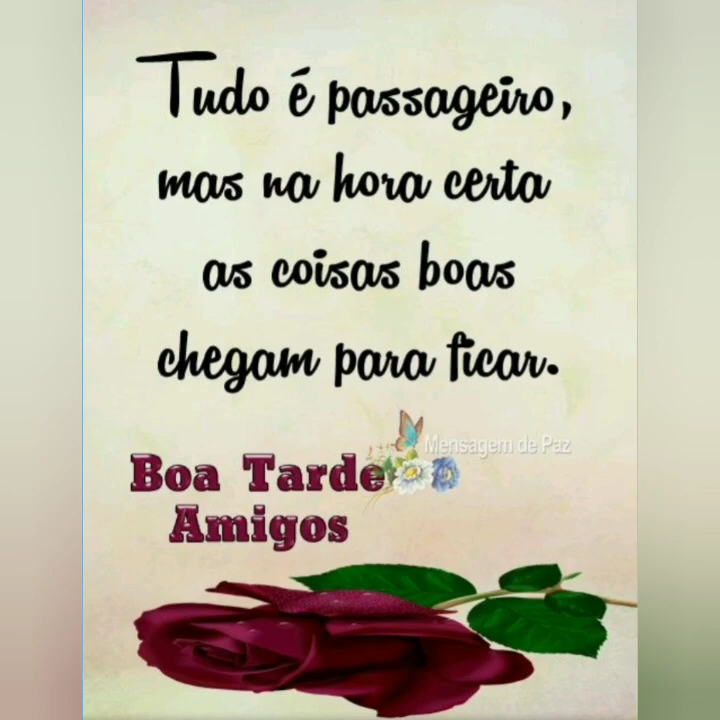 Tudo é passageiro,
mas na hora certa
as coisas boas
chegam para ficar.
Mensagem de Paz
Boa Tarde
Amigos